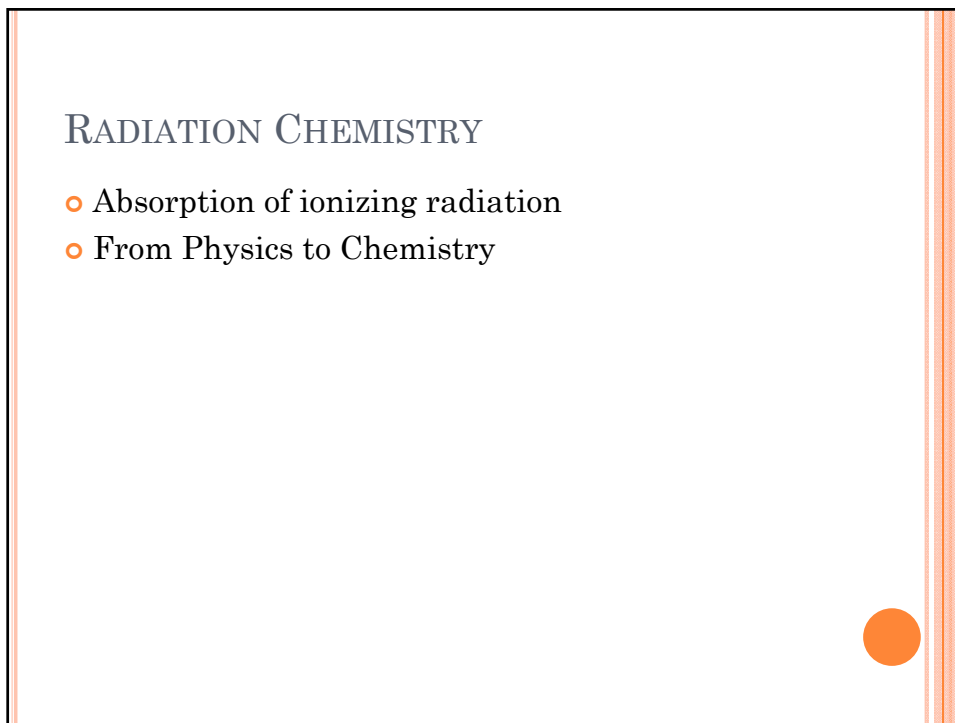 RADIATION CHEMISTRY
Absorption of ionizing radiation
From Physics to Chemistry